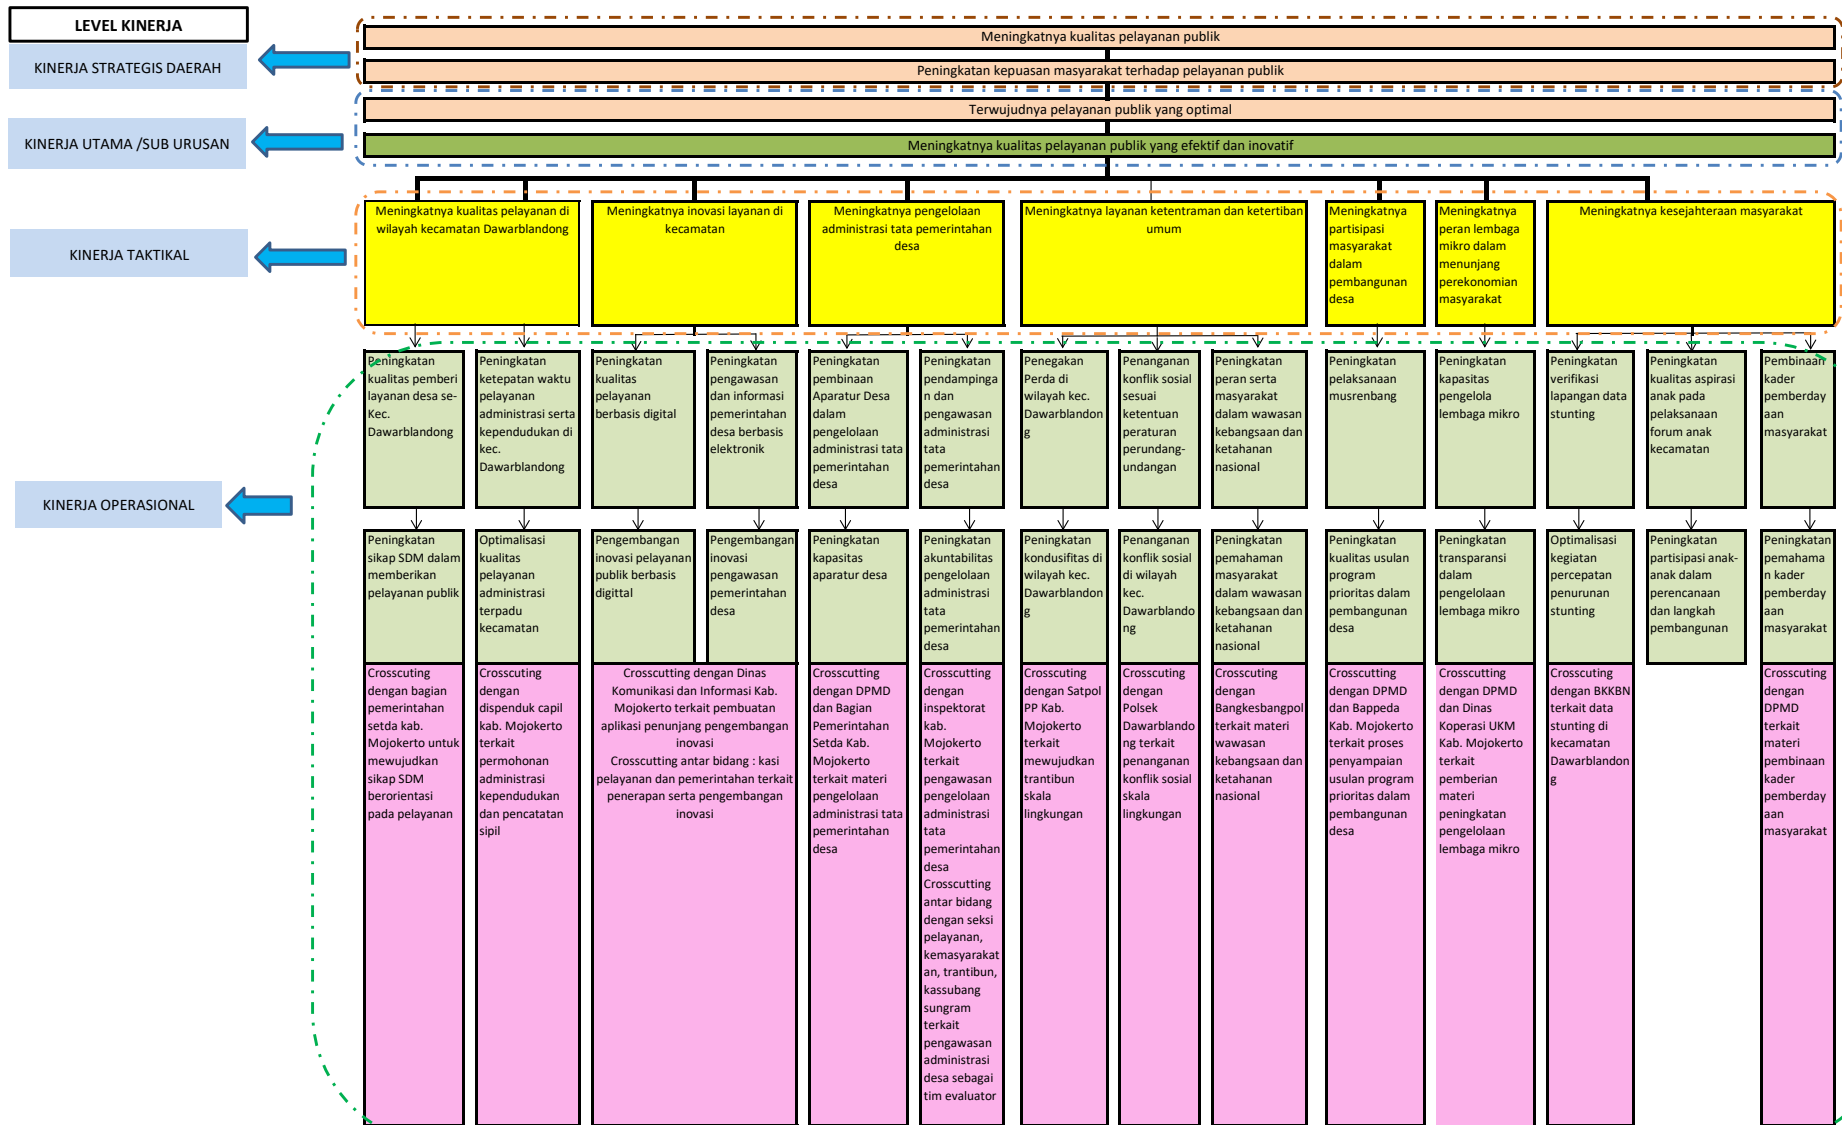 LEVEL KINERJA
Meningkatnya kualitas pelayanan publik
KINERJA STRATEGIS DAERAH
Peningkatan kepuasan masyarakat terhadap pelayanan publik
Terwujudnya pelayanan publik yang optimal
KINERJA UTAMA /SUB URUSAN
Meningkatnya kualitas pelayanan publik yang efektif dan inovatif
KINERJA TAKTIKAL
Meningkatnya kualitas pelayanan di
wilayah kecamatan Dawarblandong
Meningkatnya inovasi layanan di
kecamatan
Meningkatnya pengelolaan
administrasi tata pemerintahan
desa
Meningkatnya layanan ketentraman dan ketertiban
umum
Meningkatnya
partisipasi
masyarakat
dalam
pembangunan
desa
Meningkatnya
peran lembaga
mikro dalam
menunjang
perekonomian
masyarakat
Meningkatnya kesejahteraan masyarakat
KINERJA OPERASIONAL
Peningkatan
kualitas pemberi
layanan desa se-
Kec.
Dawarblandong
Peningkatan
ketepatan waktu
pelayanan
administrasi serta
kependudukan di
kec.
Dawarblandong
Peningkatan
kualitas
pelayanan
berbasis digital
Peningkatan
pengawasan
dan informasi
pemerintahan
desa berbasis
elektronik
Peningkatan
pembinaan
Aparatur Desa
dalam
pengelolaan
administrasi tata
pemerintahan
desa
Peningkatan
pendampinga
n dan
pengawasan
administrasi
tata
pemerintahan
desa
Penegakan
Perda di
wilayah kec.
Dawarblandon
g
Penanganan
konflik sosial
sesuai
ketentuan
peraturan
perundang-
undangan
Peningkatan
peran serta
masyarakat
dalam wawasan
kebangsaan dan
ketahanan
nasional
Peningkatan
pelaksanaan
musrenbang
Peningkatan
kapasitas
pengelola
lembaga mikro
Peningkatan
verifikasi
lapangan data
stunting
Peningkatan
kualitas aspirasi
anak pada
pelaksanaan
forum anak
kecamatan
Pembinaan
kader
pemberday
aan
masyarakat
Peningkatan
sikap SDM dalam
memberikan
pelayanan publik
Optimalisasi
kualitas
pelayanan
administrasi
terpadu
kecamatan
Pengembangan
inovasi pelayanan
publik berbasis
digittal
Pengembangan
inovasi
pengawasan
pemerintahan
desa
Peningkatan
kapasitas
aparatur desa
Peningkatan
akuntabilitas
pengelolaan
administrasi
tata
pemerintahan
desa
Peningkatan
kondusifitas di
wilayah kec.
Dawarblandon
g
Penanganan
konflik sosial
di wilayah
kec.
Dawarblando
ng
Peningkatan
pemahaman
masyarakat
dalam wawasan
kebangsaan dan
ketahanan
nasional
Peningkatan
kualitas usulan
program
prioritas dalam
pembangunan
desa
Peningkatan
transparansi
dalam
pengelolaan
lembaga mikro
Optimalisasi
kegiatan
percepatan
penurunan
stunting
Peningkatan
partisipasi anak-
anak dalam
perencanaan
dan langkah
pembangunan
Peningkatan
pemahama
n kader
pemberday
aan
masyarakat
Crosscuting
dengan bagian
pemerintahan
setda kab.
Mojokerto untuk
mewujudkan
sikap SDM
berorientasi
pada pelayanan
Crosscuting
dengan
dispenduk capil
kab. Mojokerto
terkait
permohonan
administrasi
kependudukan
dan pencatatan
sipil
Crosscutting dengan Dinas
Komunikasi dan Informasi Kab.
Mojokerto terkait pembuatan
aplikasi penunjang pengembangan
inovasi
Crosscutting antar bidang : kasi
pelayanan dan pemerintahan terkait
penerapan serta pengembangan
inovasi
Crosscutting
dengan DPMD
dan Bagian
Pemerintahan
Setda Kab.
Mojokerto
terkait materi
pengelolaan
administrasi tata
pemerintahan
desa
Crosscutting
dengan
inspektorat
kab.
Mojokerto
terkait
pengawasan
pengelolaan
administrasi
tata
pemerintahan
desa
Crosscutting
antar bidang
dengan seksi
pelayanan,
kemasyarakat
an, trantibun,
kassubang
sungram
terkait
pengawasan
administrasi
desa sebagai
tim evaluator
Crosscuting
dengan Satpol
PP Kab.
Mojokerto
terkait
mewujudkan
trantibun
skala
lingkungan
Crosscuting
dengan
Polsek
Dawarblando
ng terkait
penanganan
konflik sosial
skala
lingkungan
Crosscuting
dengan
Bangkesbangpol
terkait materi
wawasan
kebangsaan dan
ketahanan
nasional
Crosscutting
dengan DPMD
dan Bappeda
Kab. Mojokerto
terkait proses
penyampaian
usulan program
prioritas dalam
pembangunan
desa
Crosscutting
dengan DPMD
dan Dinas
Koperasi UKM
Kab. Mojokerto
terkait
pemberian
materi
peningkatan
pengelolaan
lembaga mikro
Crosscuting
dengan BKKBN
terkait data
stunting di
kecamatan
Dawarblandon
g
Crosscuting
dengan
DPMD
terkait
materi
pembinaan
kader
pemberday
aan
masyarakat